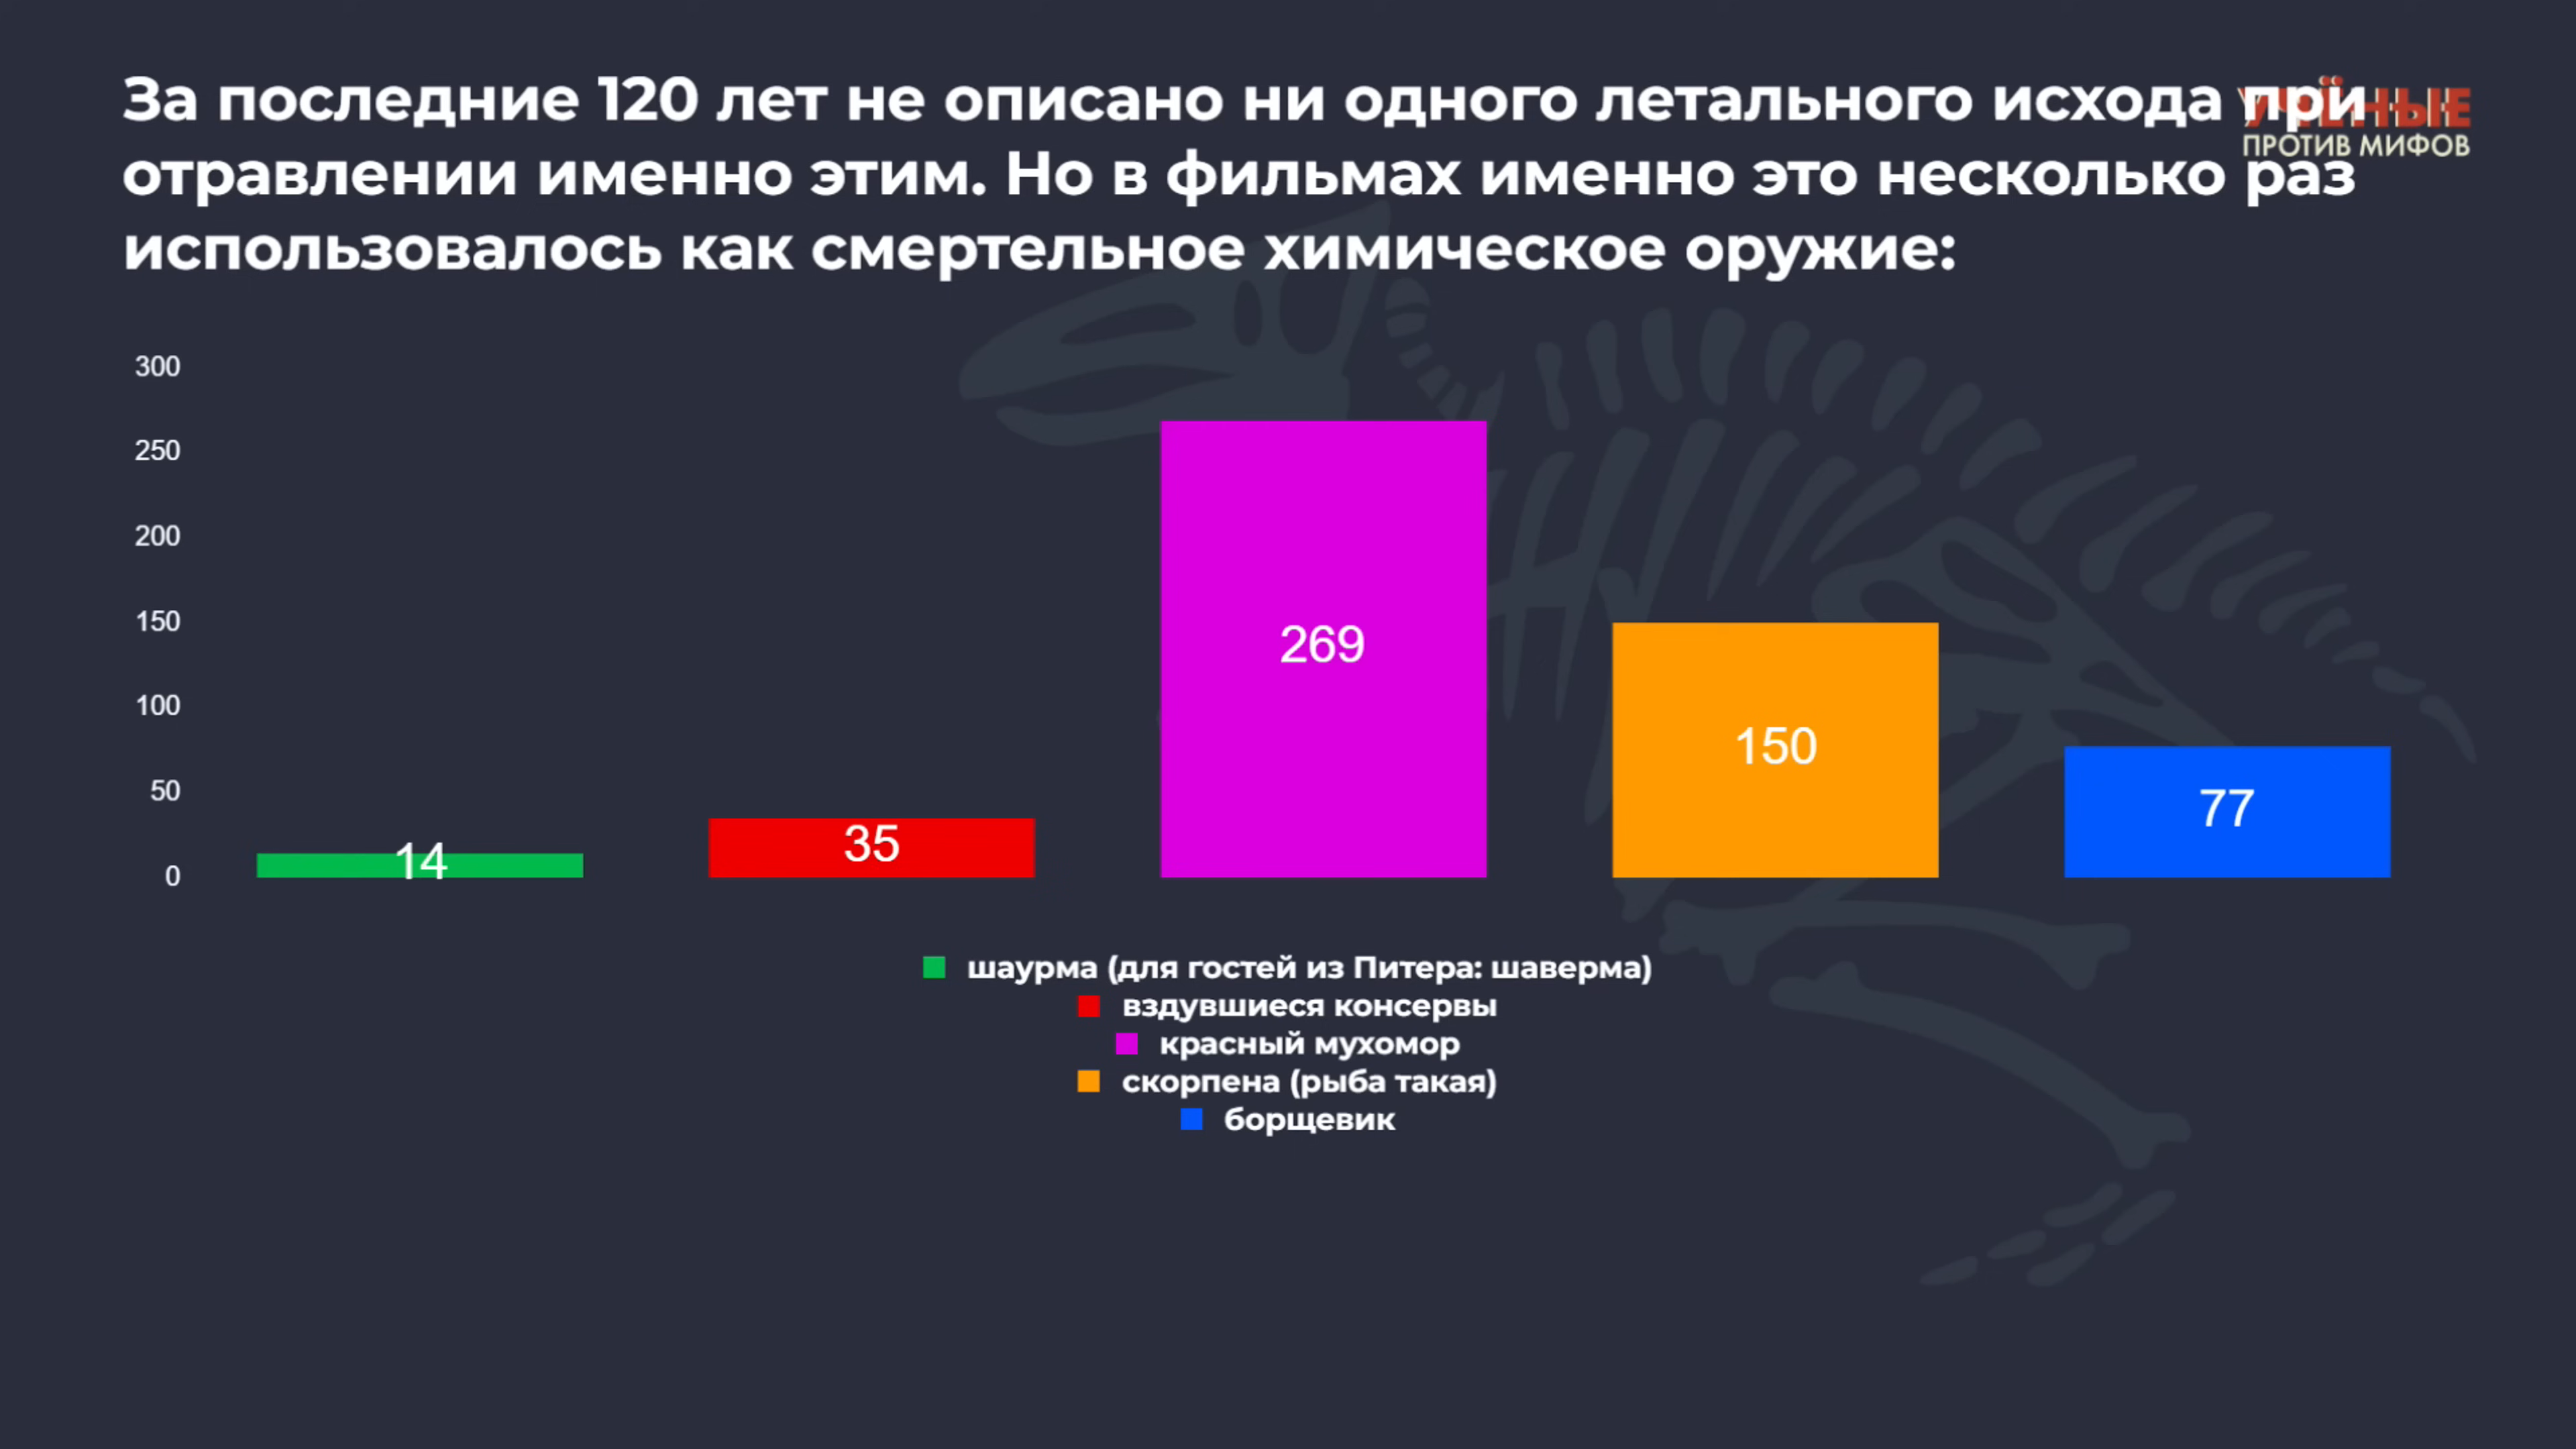 За последние 120 лет не описано ни одного летального исхода при
УЧЁНЫЕ
ПРОТИВ МИФОВ
отравлении именно этим. Но в фильмах именно это несколько раз
использовалось как смертельное химическое оружие:
300
250
200
150
100
50
0
14
35
269
150
77
шаурма (для гостей из Питера: шаверма)
вздувшиеся консервы
красный мухомор
скорпена (рыба такая)
борщевик